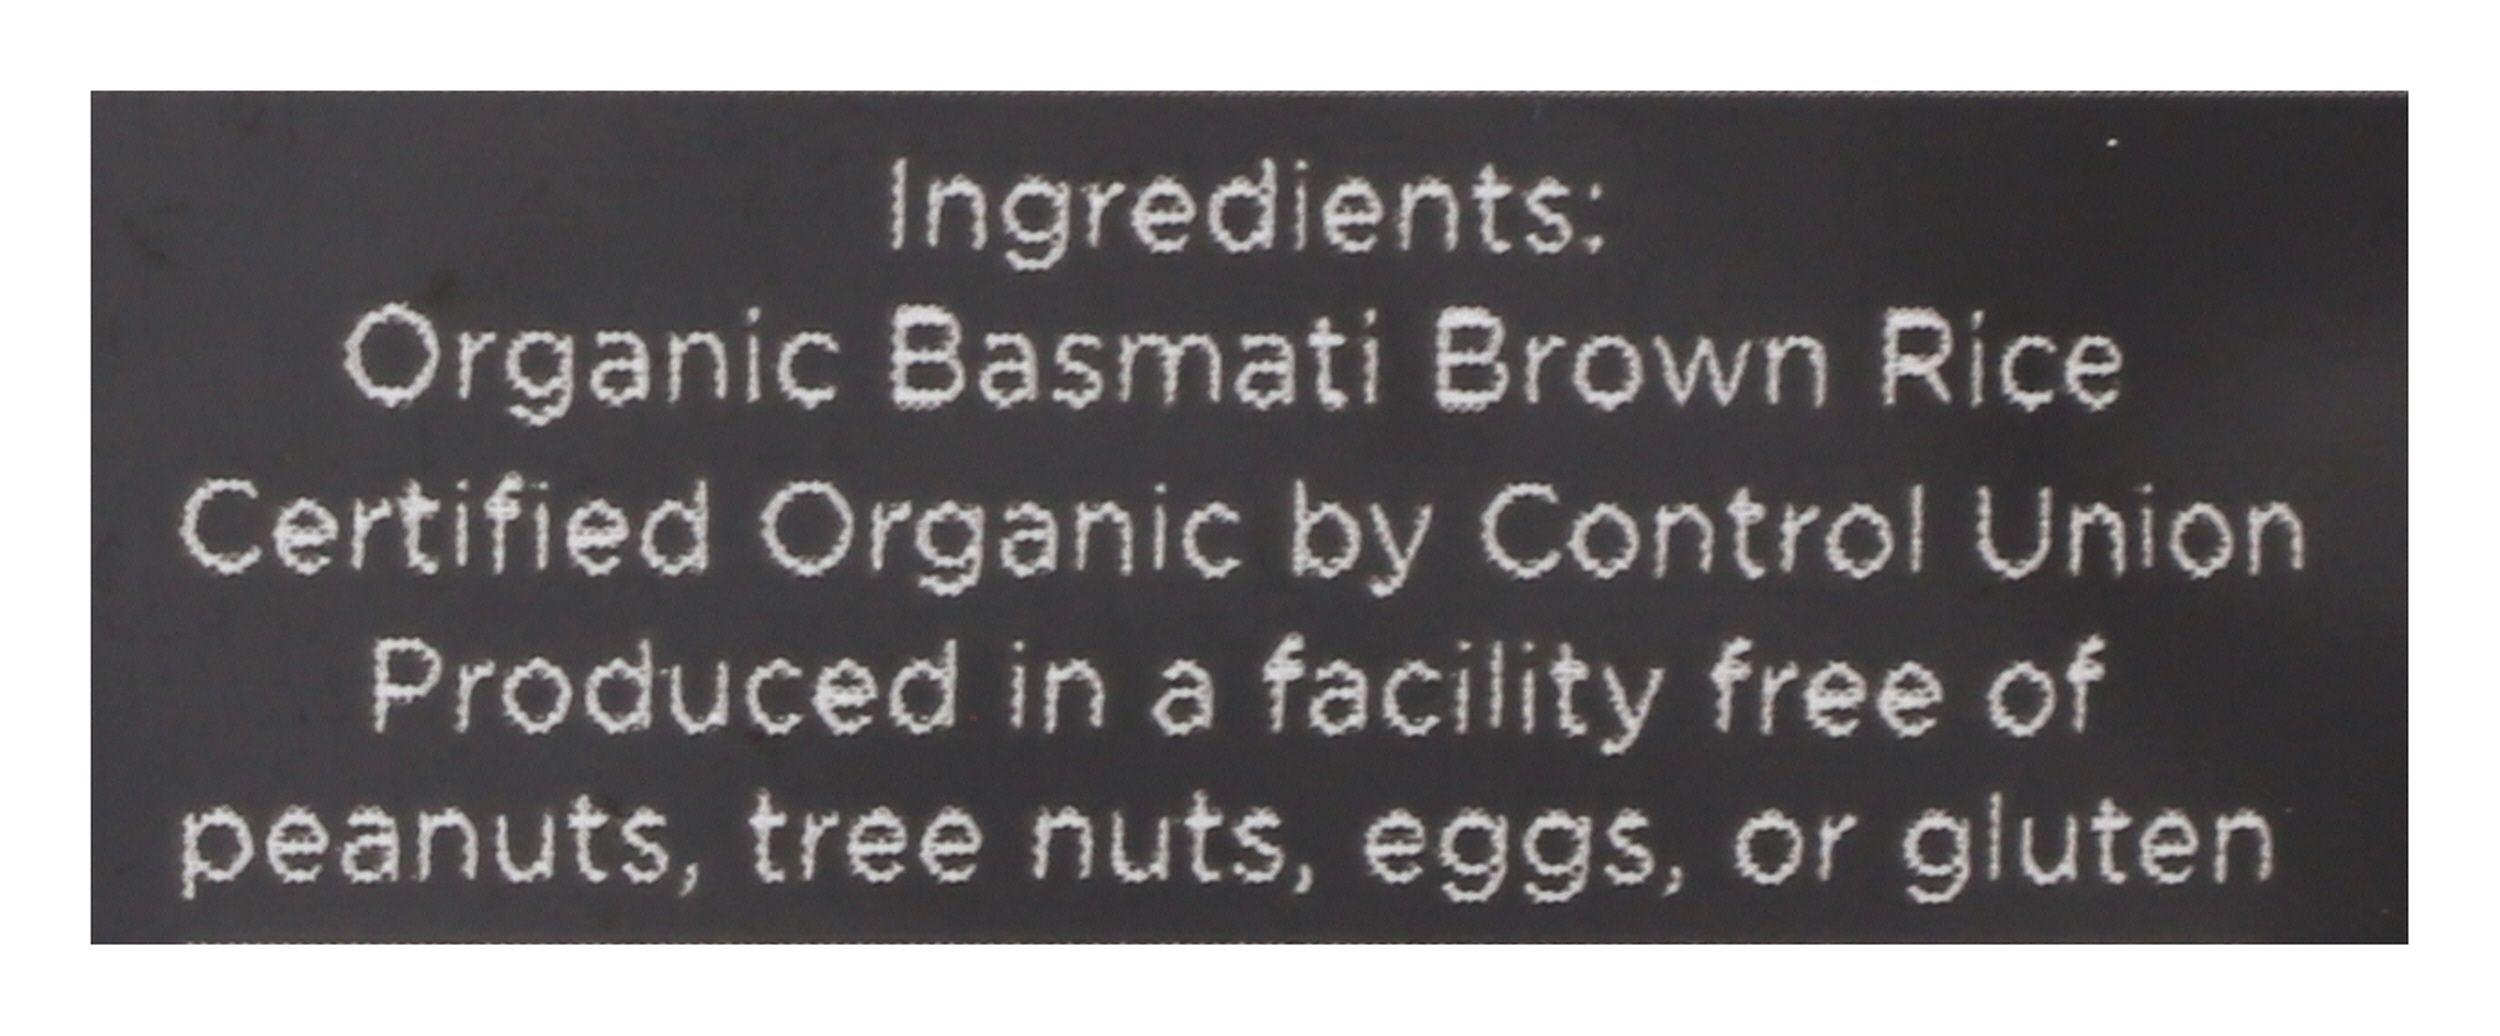 Ingredients:
Organic Basmati Brown Rice
Certified Organic by Control Union
Produced in a facility free of
peanuts, tree nuts, eggs, or gluten